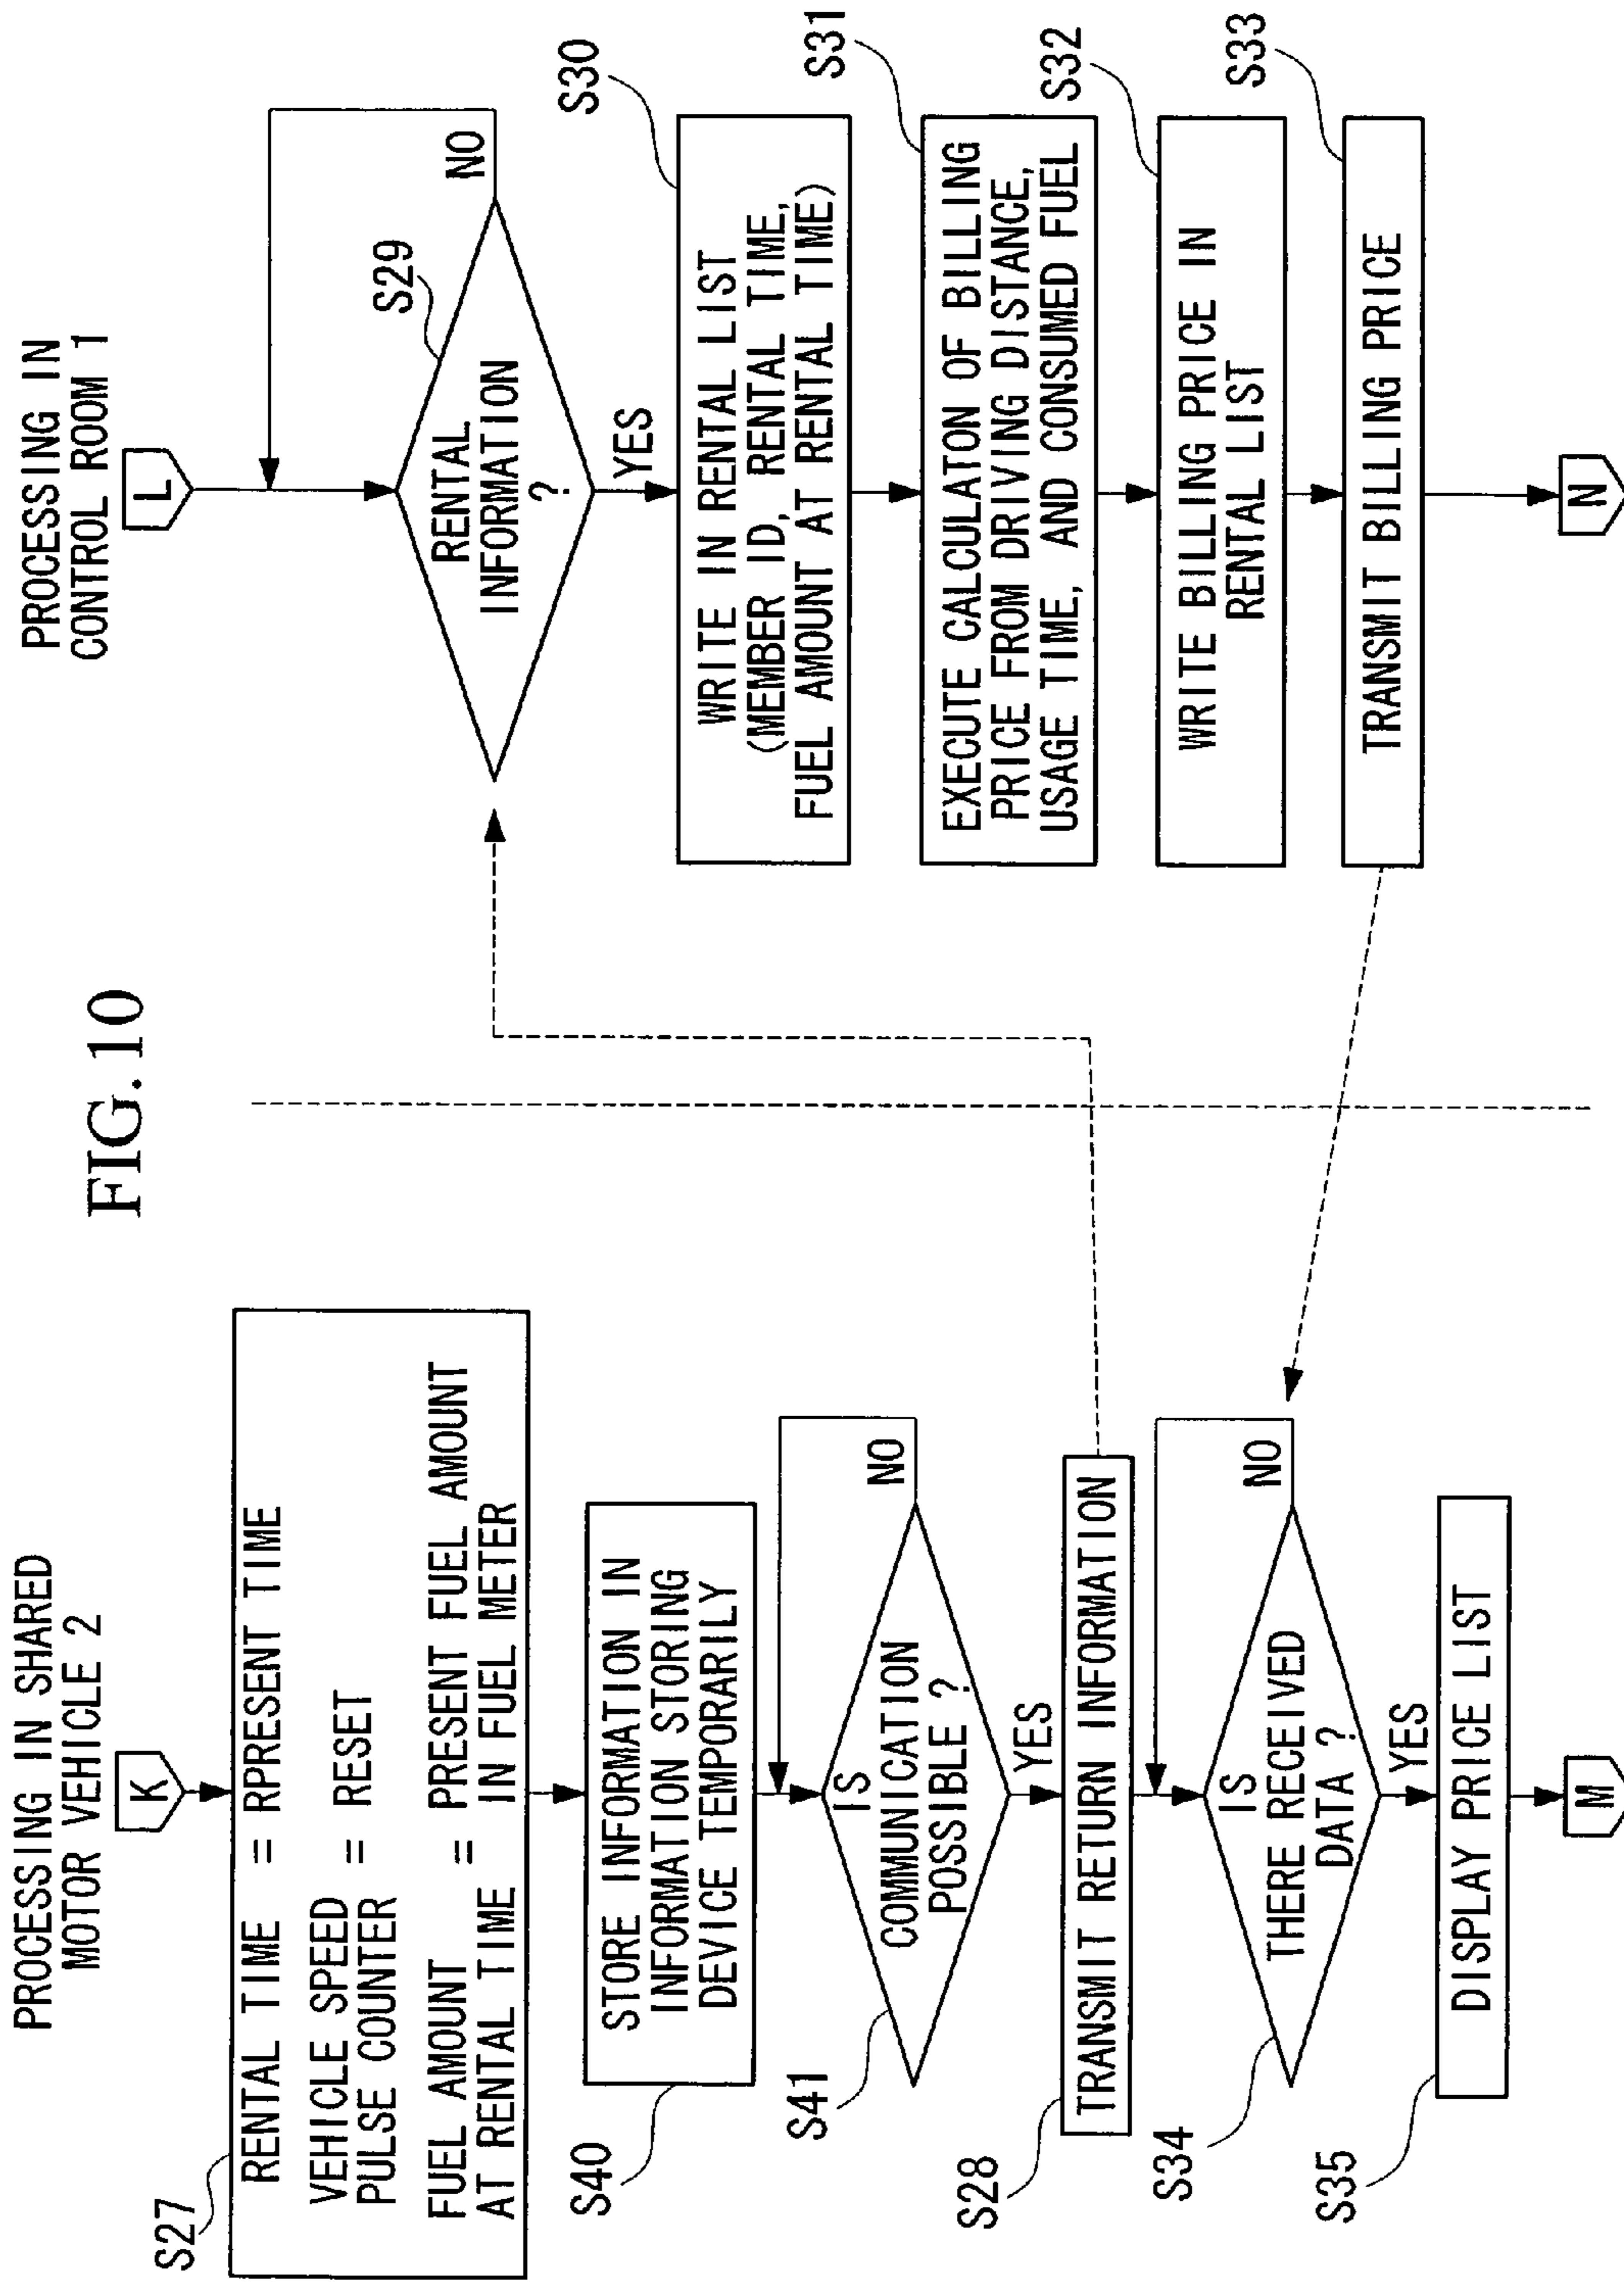 FIG.10
PROCESSING IN SHARED
MOTOR VEHICLE 2
K
S27
RENTAL TIME = RPRESENT TIME
VEHICLE SPEED
PULSE COUNTER = RESET
FUEL AMOUNT
AT RENTAL TIME = PRESENT FUEL AMOUNT
IN FUEL METER
S40
STORE INFORMATION IN
INFORMATION STORING
DEVICE TEMPORARILY
S41
IS
COMMUNICATION
POSSIBLE ?
NO
YES
S28
TRANSMIT RETURN INFORMATION
S34
IS
THERE RECEIVED
DATA ?
NO
YES
S35
DISPLAY PRICE LIST
M
PROCESSING IN
CONTROL ROOM 1
L
S29
RENTAL
INFORMATION
?
NO
YES
S30
WRITE IN RENTAL LIST
(MEMBER ID, RENTAL TIME,
FUEL AMOUNT AT RENTAL TIME)
S31
EXECUTE CALCULATON OF BILLING
PRICE FROM DRIVING DISTANCE,
USAGE TIME, AND CONSUMED FUEL
S32
WRITE BILLING PRICE IN
RENTAL LIST
S33
TRANSMIT BILLING PRICE
N